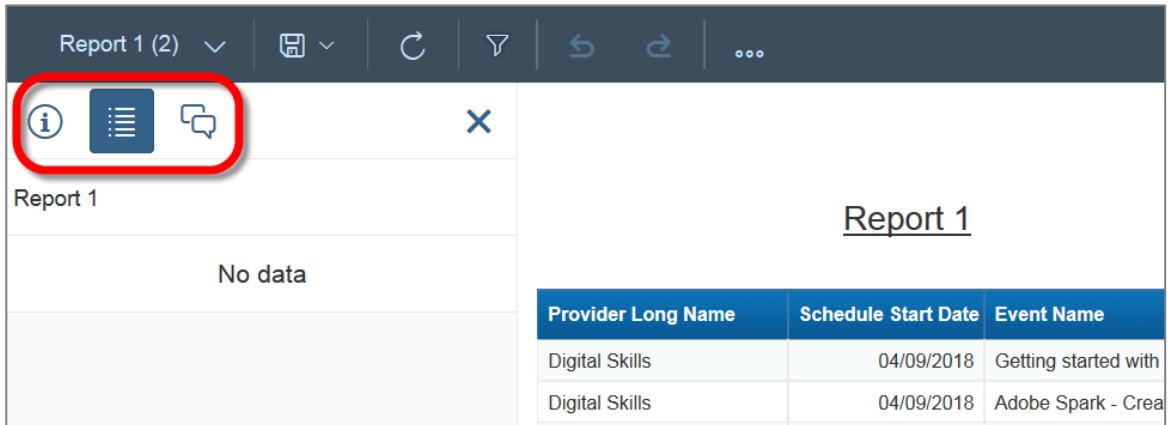 Report 1 (2)
Report 1
No data
Report 1
Provider Long Name Schedule Start Date Event Name
Digital Skills 04/09/2018 Getting started with
Digital Skills 04/09/2018 Adobe Spark - Crea